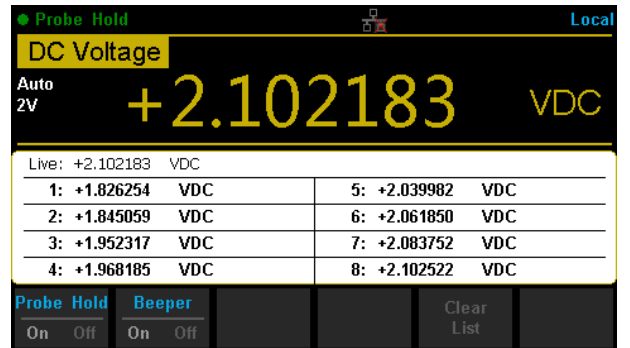 Probe Hold Local
DC Voltage
Auto
2V
+2.102183 VDC
Live: +2.102183 VDC
1: +1.826254 VDC 5: +2.039982 VDC
2: +1.845059 VDC 6: +2.061850 VDC
3: +1.952317 VDC 7: +2.083752 VDC
4: +1.968185 VDC 8: +2.102522 VDC
Probe Hold Beeper Clear
On Off On Off List